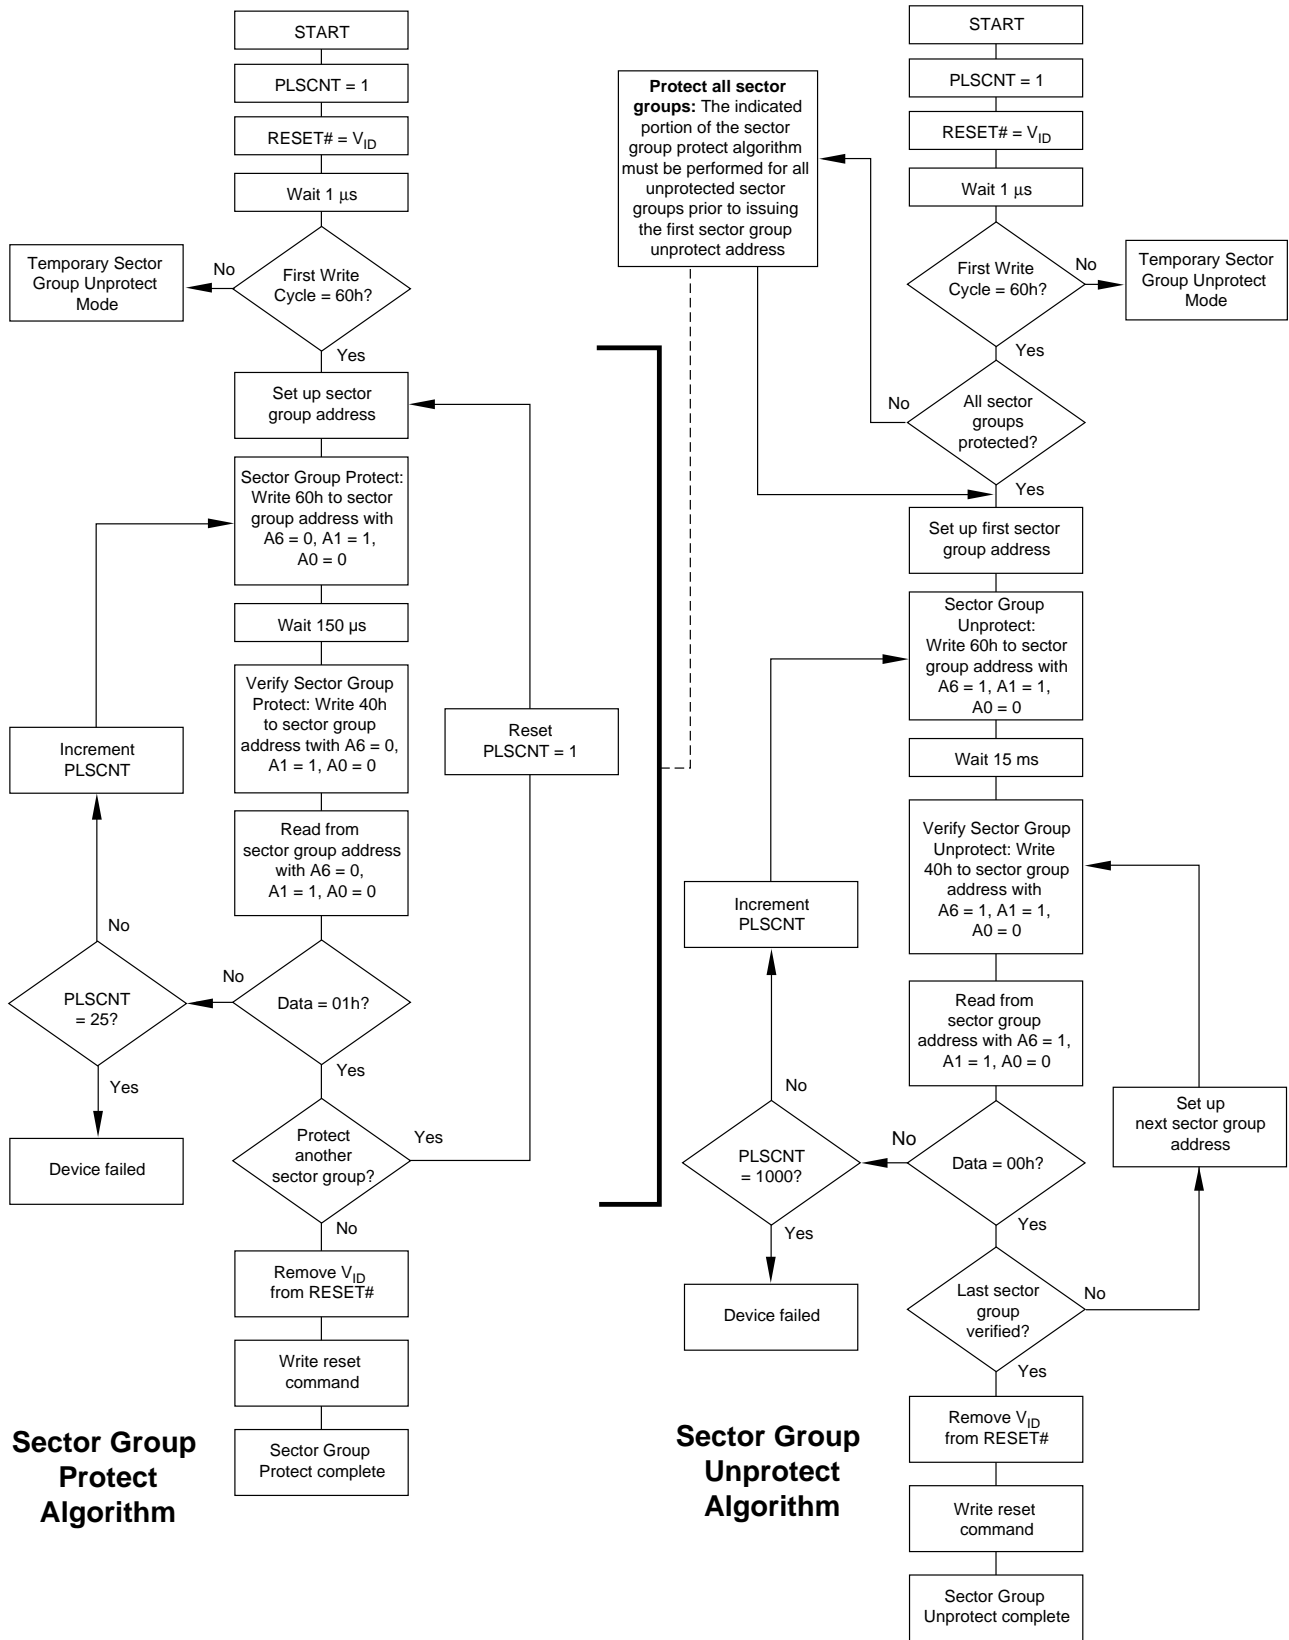 START
PLSCNT = 1
RESET# = VID
Wait 1 μs
First Write
Cycle = 60h?
No
Temporary Sector
Group Unprotect
Mode
Yes
Set up sector
group address
Sector Group Protect:
Write 60h to sector
group address with
A6 = 0, A1 = 1,
A0 = 0
Wait 150 µs
Verify Sector Group
Protect: Write 40h
to sector group
address twith A6 = 0,
A1 = 1, A0 = 0
Reset
PLSCNT = 1
Increment
PLSCNT
Read from
sector group address
with A6 = 0,
A1 = 1, A0 = 0
No
No
PLSCNT
= 25?
Data = 01h?
Yes
Yes
Device failed
Protect
another
sector group?
Yes
No
Remove VID
from RESET#
Write reset
command
Sector Group
Protect complete
Sector Group
Protect
Algorithm
START
PLSCNT = 1
Protect all sector
groups: The indicated
portion of the sector
group protect algorithm
must be performed for all
unprotected sector
groups prior to issuing
the first sector group
unprotect address
RESET# = VID
Wait 1 μs
First Write
Cycle = 60h?
No
Temporary Sector
Group Unprotect
Mode
Yes
No
All sector
groups
protected?
Yes
Set up first sector
group address
Sector Group
Unprotect:
Write 60h to sector
group address with
A6 = 1, A1 = 1,
A0 = 0
Wait 15 ms
Verify Sector Group
Unprotect: Write
40h to sector group
address with
A6 = 1, A1 = 1,
A0 = 0
Increment
PLSCNT
Read from
sector group
address with A6 = 1,
A1 = 1, A0 = 0
No
Set up
next sector group
address
No
PLSCNT
= 1000?
Data = 00h?
Yes
Yes
Device failed
Last sector
group
verified?
No
Yes
Remove VID
from RESET#
Write reset
command
Sector Group
Unprotect complete
Sector Group
Unprotect
Algorithm